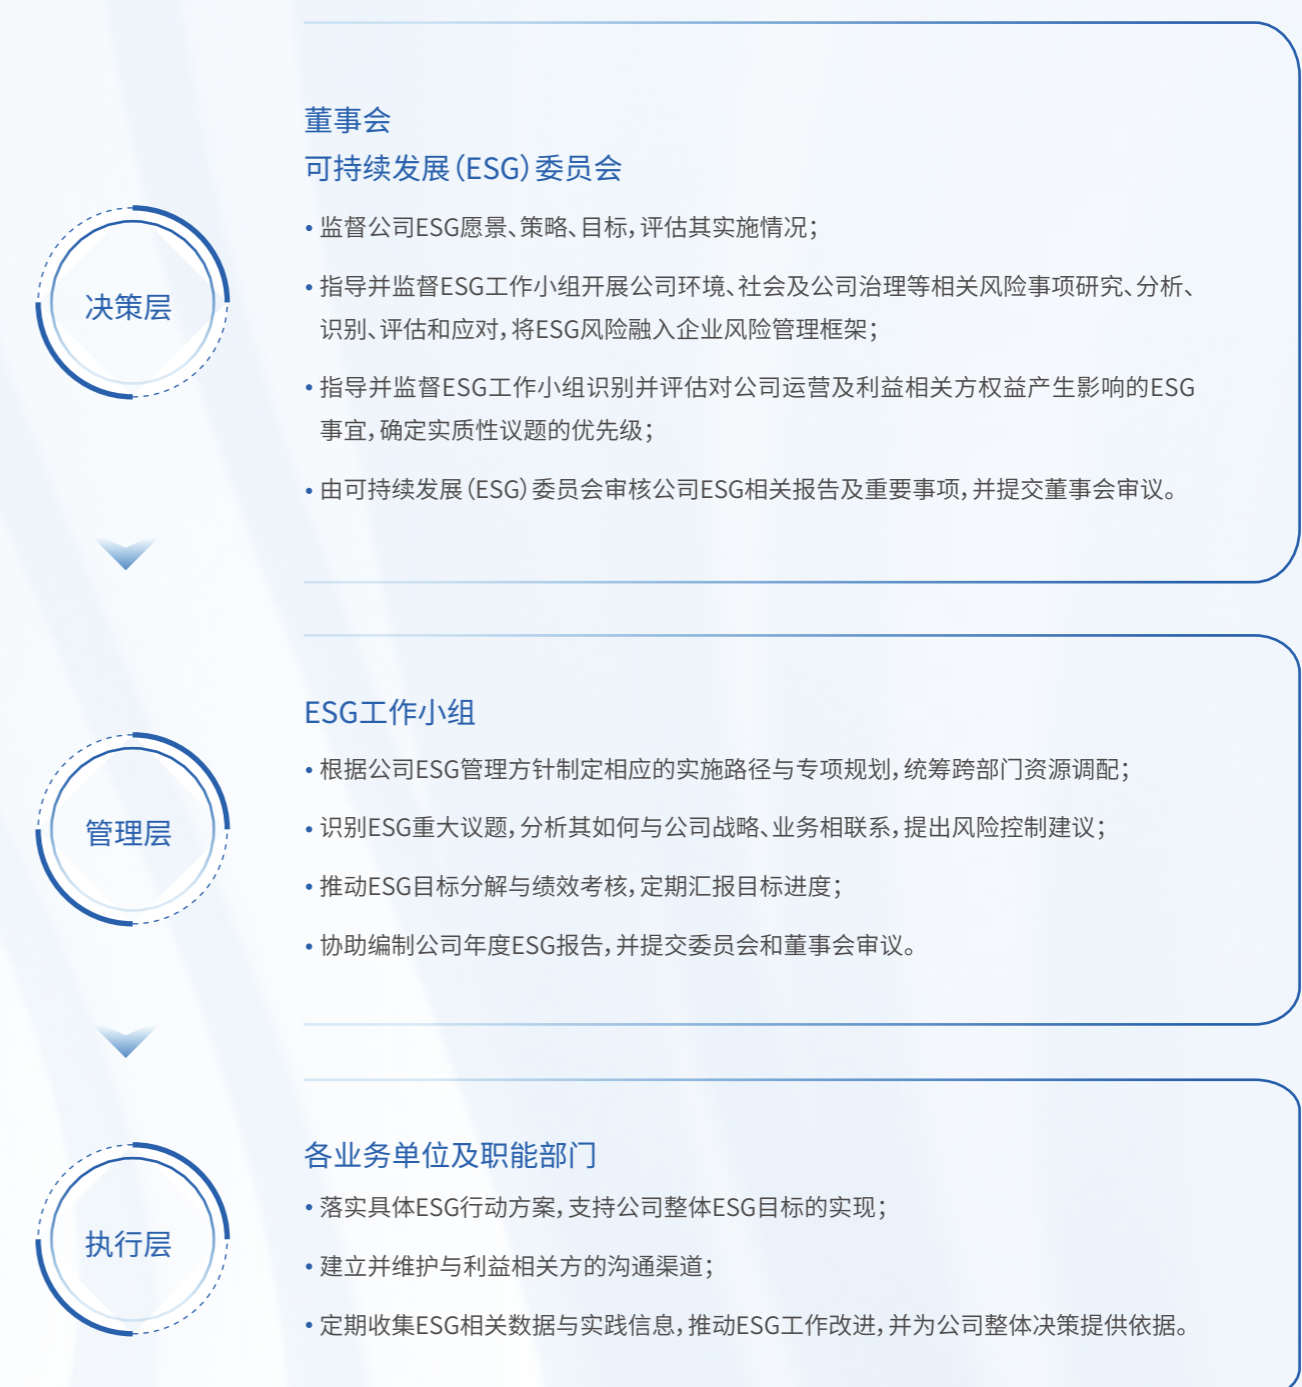 董事会
可持续发展（ESG）委员会
决策层
• 监督公司ESG愿景、策略、目标，评估其实施情况；
• 指导并监督ESG工作小组开展公司环境、社会及公司治理等相关风险事项研究、分析、
识别、评估和应对，将ESG风险融入企业风险管理框架；
• 指导并监督ESG工作小组识别并评估对公司运营及利益相关方权益产生影响的ESG
事宜，确定实质性议题的优先级；
• 由可持续发展（ESG）委员会审核公司ESG相关报告及重要事项，并提交董事会审议。
ESG工作小组
管理层
• 根据公司ESG管理方针制定相应的实施路径与专项规划，统筹跨部门资源调配；
• 识别ESG重大议题，分析其如何与公司战略、业务相联系，提出风险控制建议；
• 推动ESG目标分解与绩效考核，定期汇报目标进度；
• 协助编制公司年度ESG报告，并提交委员会和董事会审议。
各业务单位及职能部门
执行层
• 落实具体ESG行动方案，支持公司整体ESG目标的实现；
• 建立并维护与利益相关方的沟通渠道；
• 定期收集ESG相关数据与实践信息，推动ESG工作改进，并为公司整体决策提供依据。